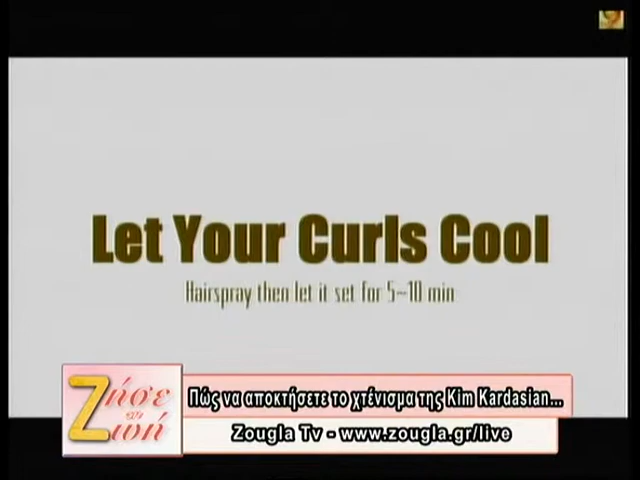 Let Your Curls Cool
Hairspray then let it set for 5-10 min
Ζήσε
τη
Ζωή
Πώς να αποκτήσετε το χτένισμα της Kim Kardasian...
Zougla Tv - www.zougla.gr/live